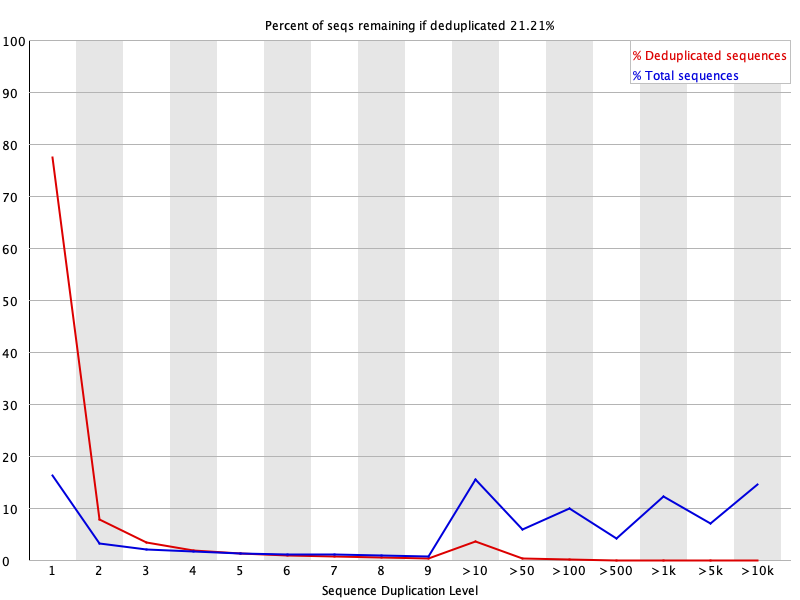 Percent of seqs remaining if deduplicated 21.21%
% Deduplicated sequences
% Total sequences
100
90
80
70
60
50
40
30
20
10
0
1 2 3 4 5 6 7 8 9 >10 >50 >100 >500 >1k >5k >10k
Sequence Duplication Level